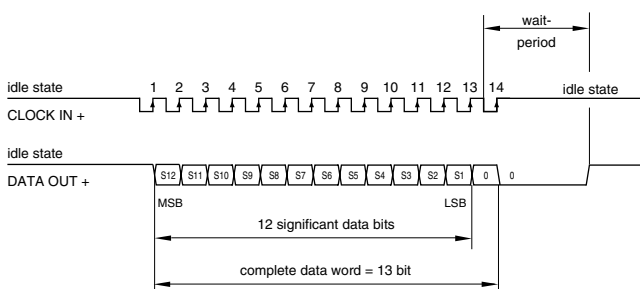 wait-
period
idle state
1 2 3 4 5 6 7 8 9 10 11 12 13 14
idle state
CLOCK IN +
idle state
DATA OUT +
S12 S11 S10 S9 S8 S7 S6 S5 S4 S3 S2 S1 0 0
MSB
LSB
12 significant data bits
complete data word = 13 bit